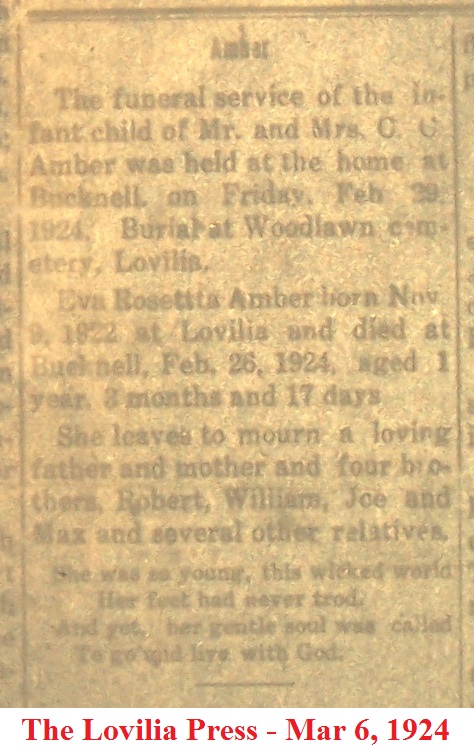 Amber
The funeral service of the in-
fant child of Mr. and Mrs. C. C
Amber was held at the home at
Bucknell, on Friday, Feb 29
1924. Burial at Woodlawn cem-
etery, Lovilia.
Eva Rosettta Amber born Nov
9, 1922 at Lovilia and died at
Bucknell, Feb. 26, 1924, aged 1
year, 3 months and 17 days
She leaves to mourn a loving
father and mother and four bro-
thers, Robert, William, Joe and
Max and several other relatives.
She was so young, this wicked world
Her feet had never trod.
And yet, her gentle soul was called
To go and live with God.
The Lovilia Press - Mar 6, 1924